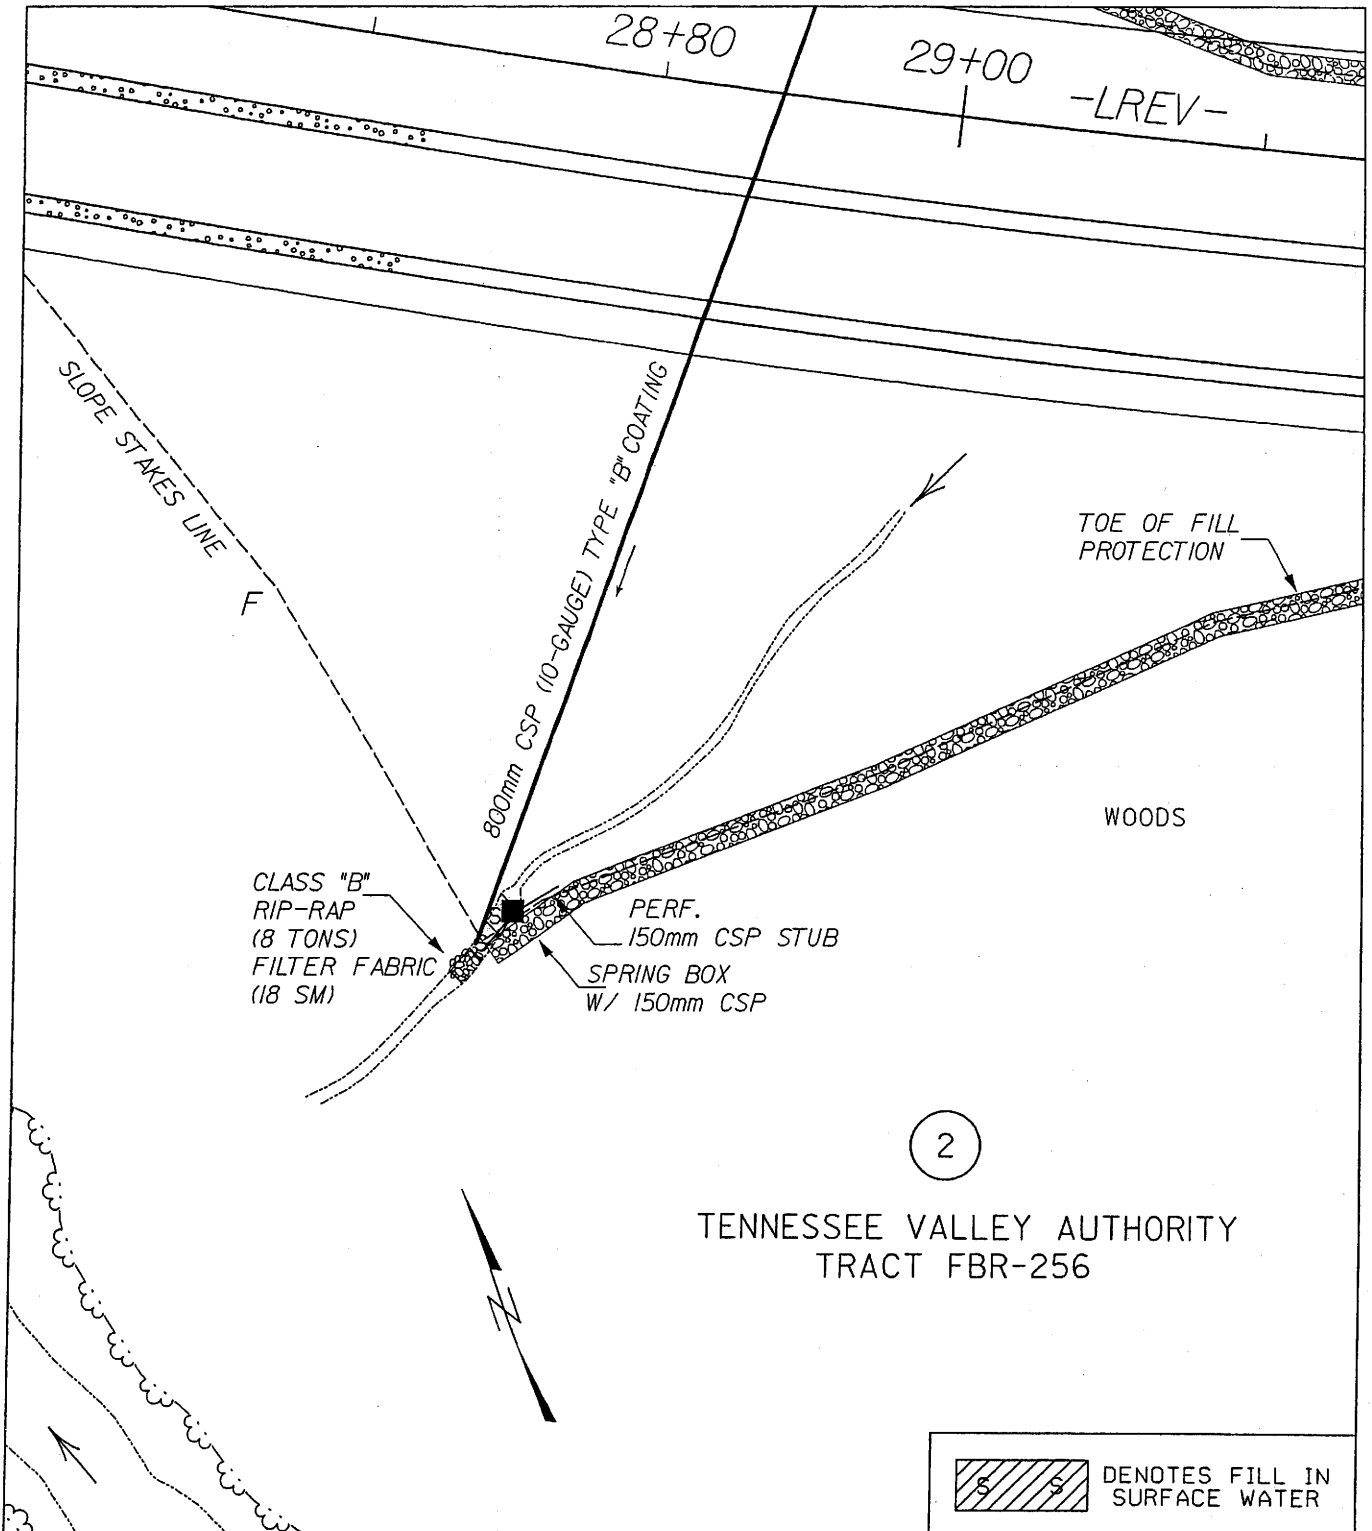 28+80
29+00
-LREV-
SLOPE STAKES LINE
F
800mm CSP (10-GAUGE) TYPE "B" COATING
TOE OF FILL
PROTECTION
WOODS
CLASS "B"
RIP-RAP
(8 TONS)
FILTER FABRIC
(18 SM)
S
PERF.
150mm CSP STUB
SPRING BOX
W/ 150mm CSP
2
TENNESSEE VALLEY AUTHORITY
TRACT FBR-256
N
S S
DENOTES FILL IN
SURFACE WATER